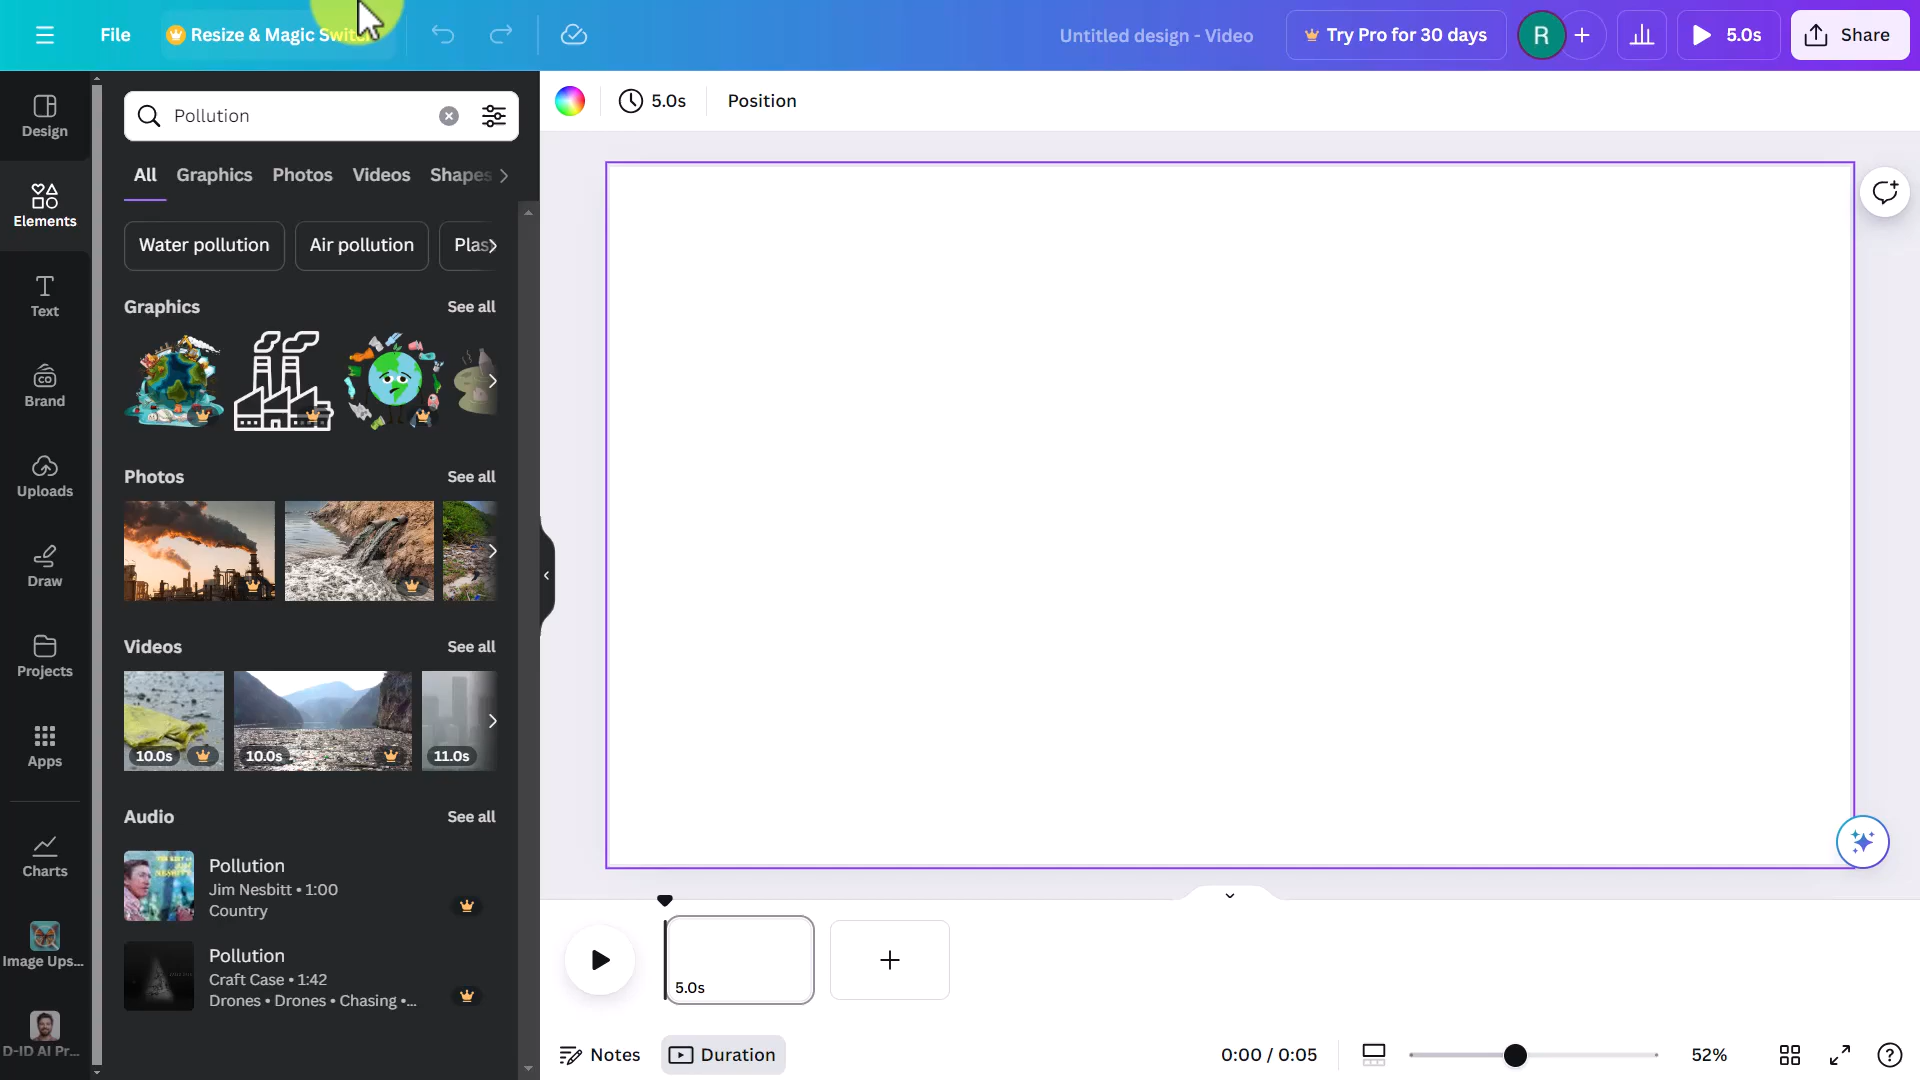 File
Resize & Magic Switch
Untitled design - Video
Try Pro for 30 days
R
5.0s
Share
Design
Elements
Text
Brand
Uploads
Draw
Projects
Apps
Charts
Image Ups...
D-ID AI Pr...
Pollution
All
Graphics
Photos
Videos
Shapes
Water pollution
Air pollution
Plas
Graphics
See all
Photos
See all
Videos
See all
10.0s
10.0s
11.0s
Audio
See all
Pollution
Jim Nesbitt • 1:00
Country
Pollution
Craft Case • 1:42
Drones • Drones • Chasing •...
5.0s
Position
5.0s
Notes
Duration
0:00 / 0:05
52%